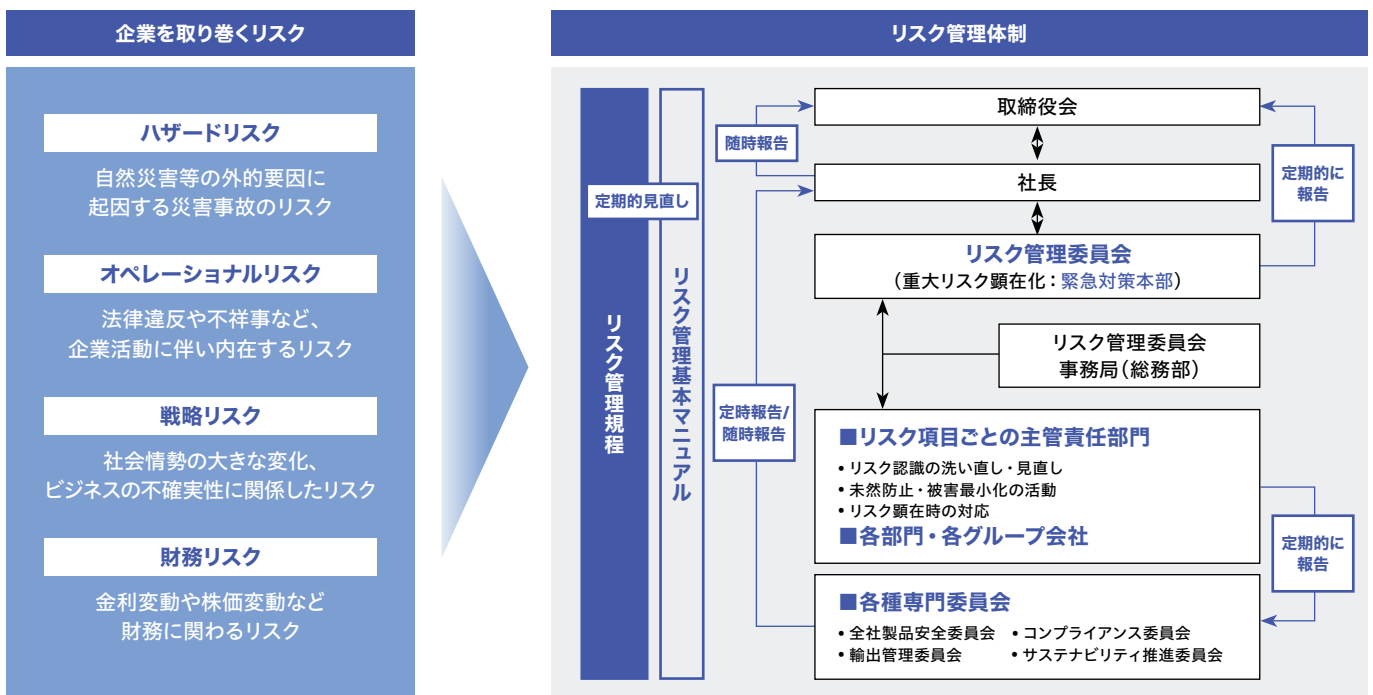 企業を取り巻くリスク
ハザードリスク
自然災害等の外的要因に
起因する災害事故のリスク
オペレーショナルリスク
法律違反や不祥事など、
企業活動に伴い内在するリスク
戦略リスク
社会情勢の大きな変化、
ビジネスの不確実性に関係したリスク
財務リスク
金利変動や株価変動など
財務に関わるリスク
リスク管理体制
リスク管理規程
リスク管理基本マニュアル
定期的見直し
取締役会
随時報告
社長
定期的に
報告
リスク管理委員会
（重大リスク顕在化：緊急対策本部）
リスク管理委員会
事務局（総務部）
定時報告/
随時報告
■リスク項目ごとの主管責任部門
• リスク認識の洗い直し・見直し
• 未然防止・被害最小化の活動
• リスク顕在時の対応
■各部門・各グループ会社
定期的に
報告
■各種専門委員会
• 全社製品安全委員会 • コンプライアンス委員会
• 輸出管理委員会 • サステナビリティ推進委員会